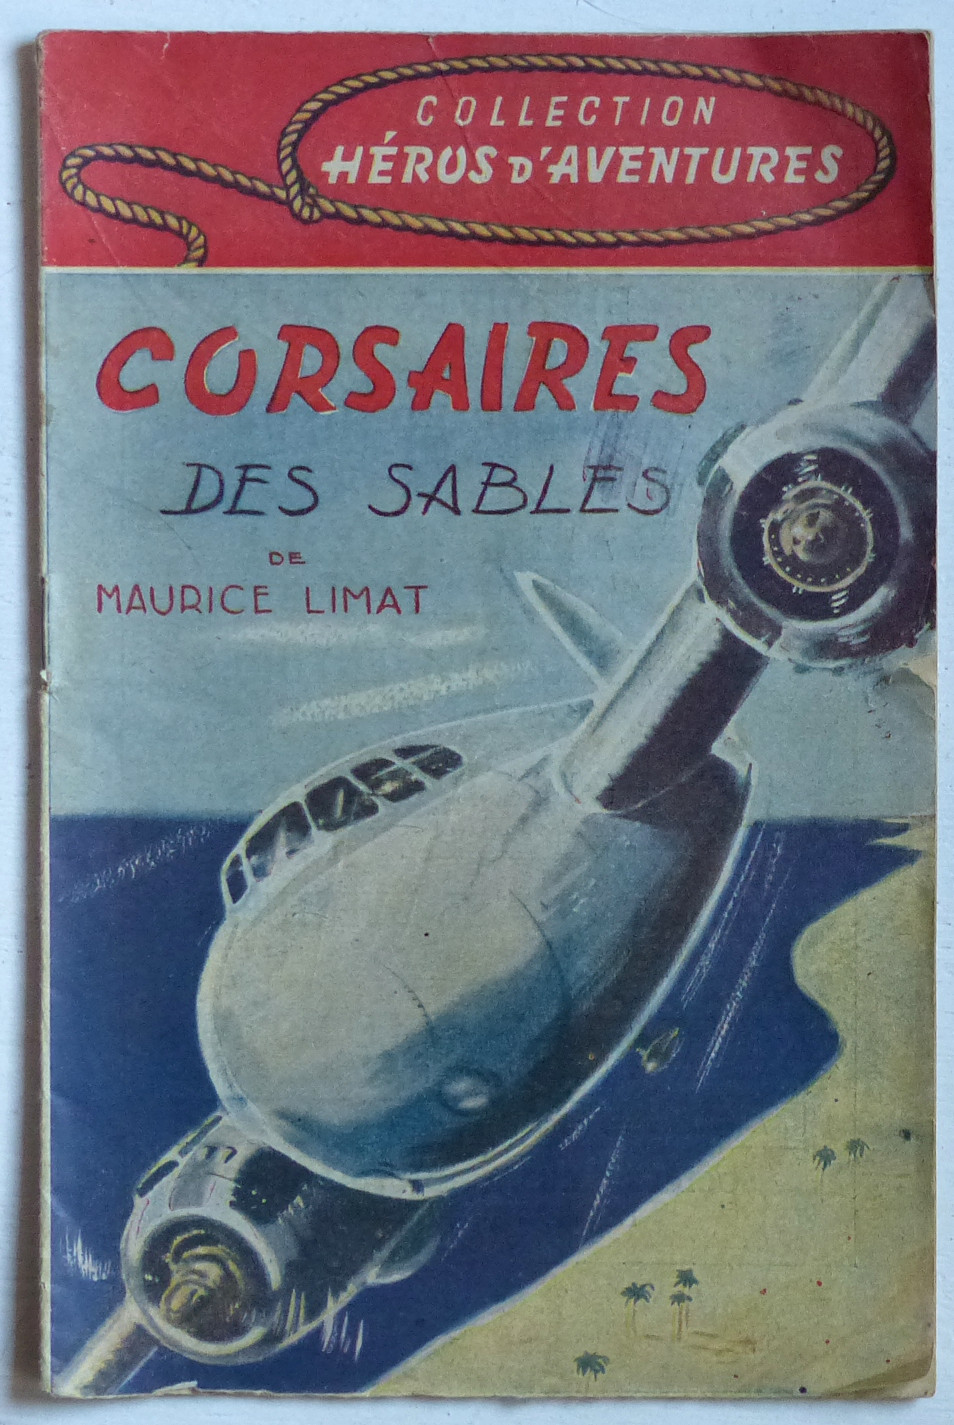 COLLECTION
HÉROS D'AVENTURES
CORSAIRES
DES SABLES
DE
MAURICE LIMAT